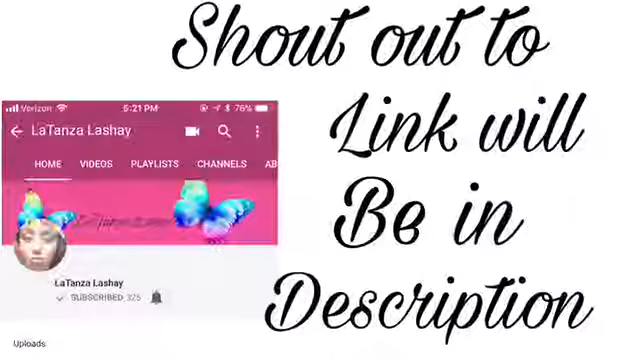 Shout out to
Link will
Be in
Description
Verizon 5:21 PM 76%
LaTanza Lashay
HOME VIDEOS PLAYLISTS CHANNELS AB
LaTanza Lashay
SUBSCRIBED 325
Uploads